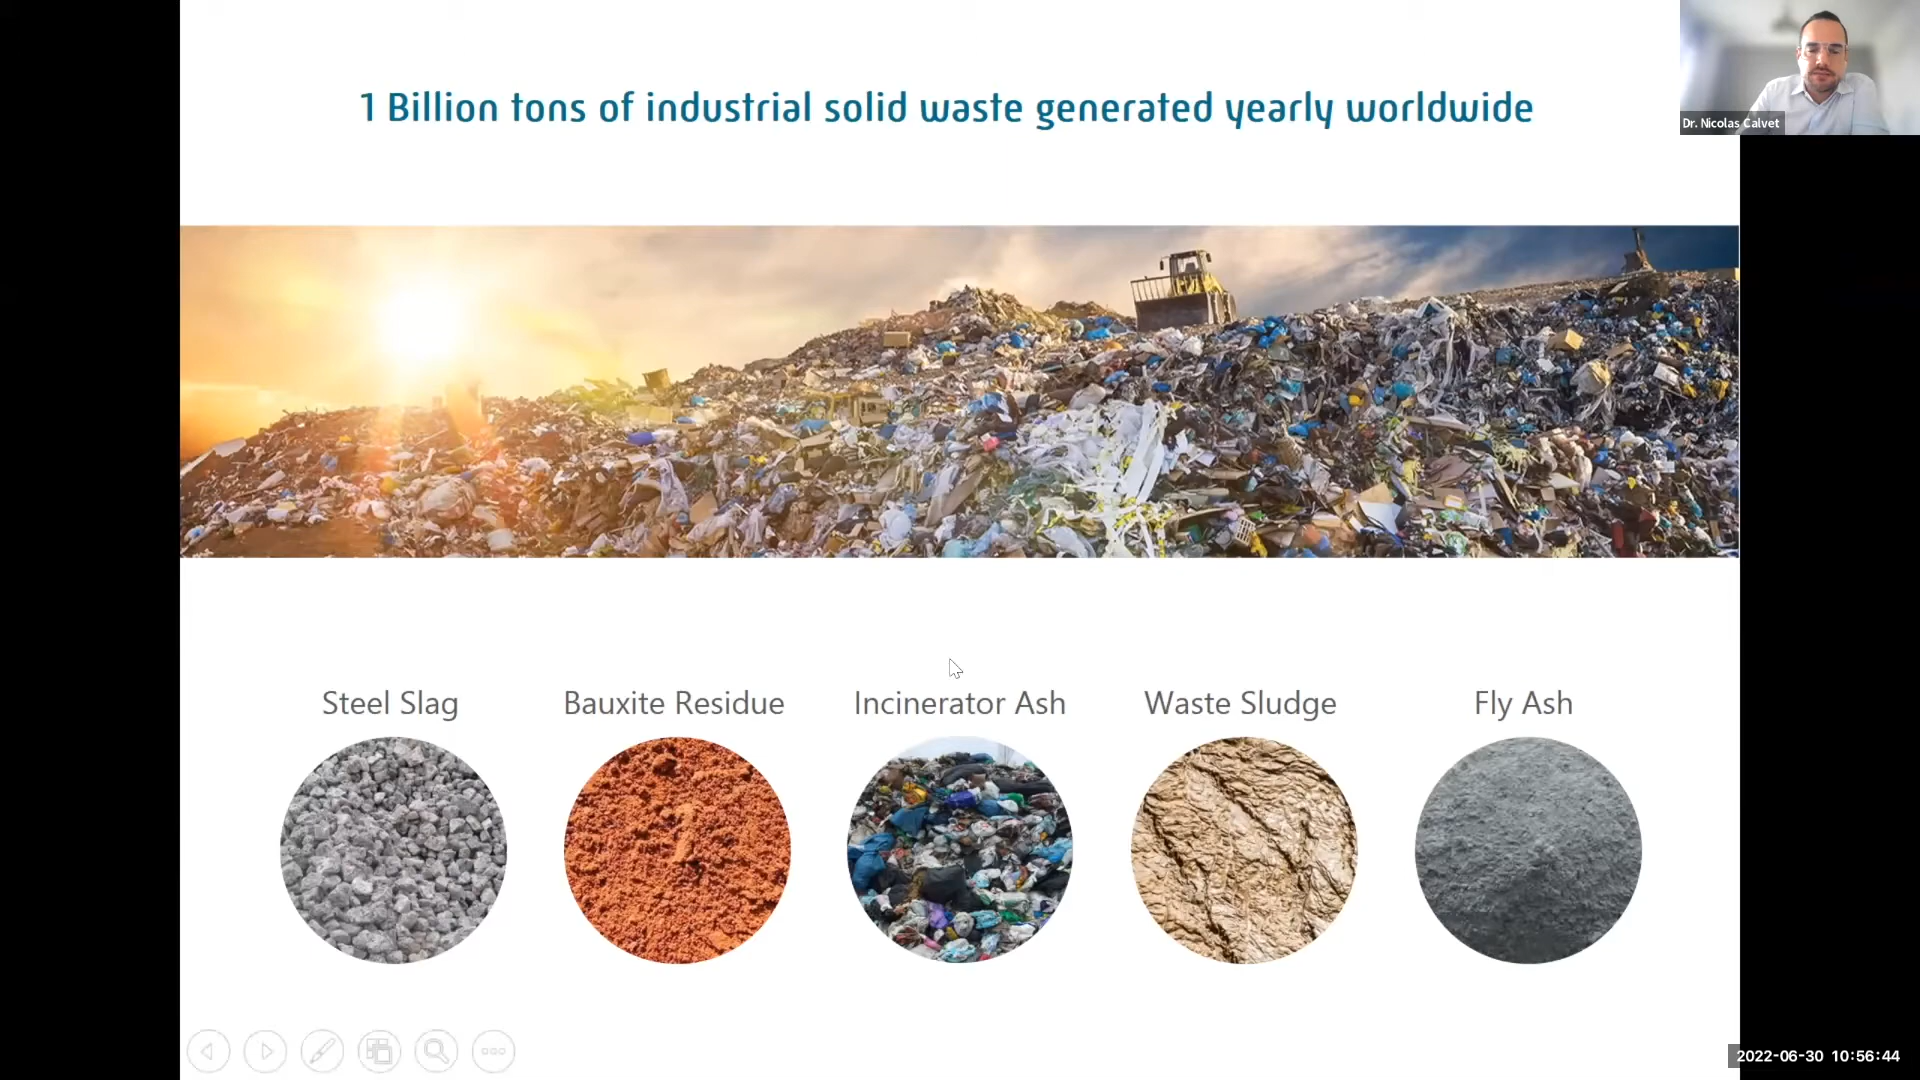 1 Billion tons of industrial solid waste generated yearly worldwide
Dr. Nicolas Calvet
Steel Slag
Bauxite Residue
Incinerator Ash
Waste Sludge
Fly Ash
2022-06-30 10:56:44